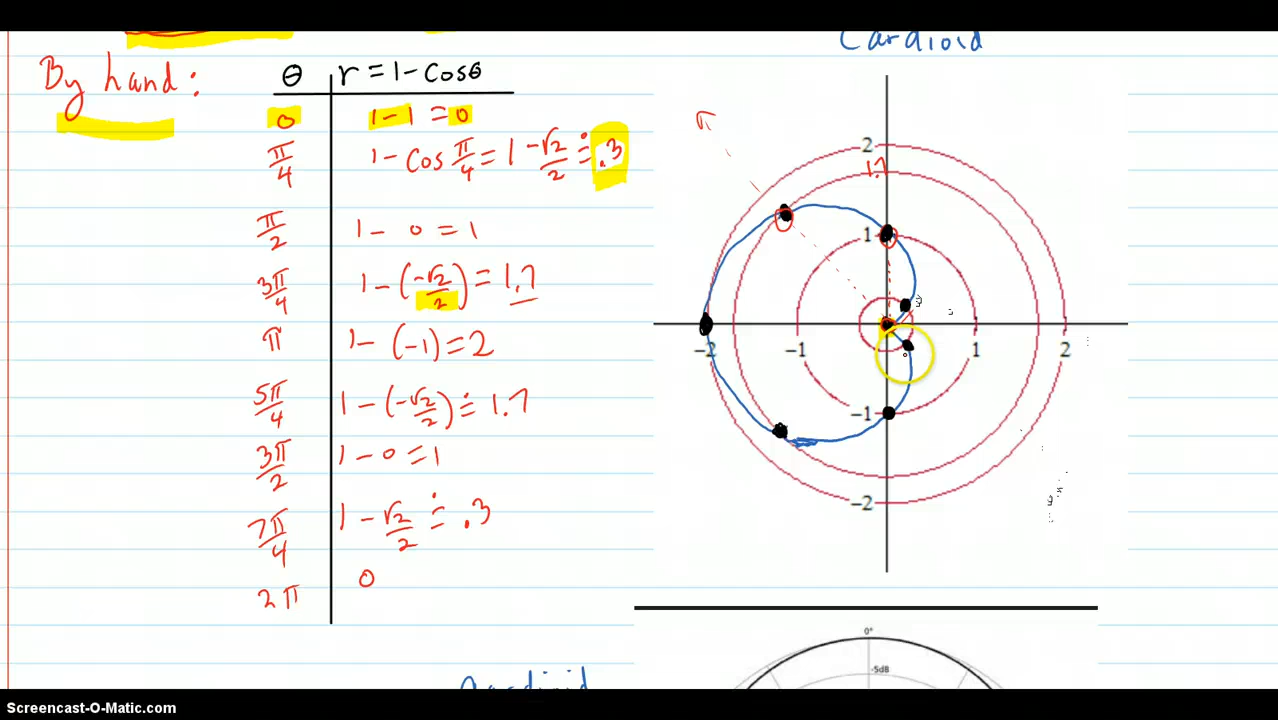 Cardioid
By hand:
θ r = 1 - cosθ
0 1 - 1 = 0
π/4 1 - cos π/4 = 1 - √2/2 ≐ .3
π/2 1 - 0 = 1
3π/4 1 - (-√2/2) = 1.7
π 1 - (-1) = 2
5π/4 1 - (-√2/2) ≐ 1.7
3π/2 1 - 0 = 1
7π/4 1 - √2/2 ≐ .3
2π 0
π
2
1.7
1
-2 -1 1 2
-1
-2
0°
-5dB
Cardioid
Screencast-O-Matic.com